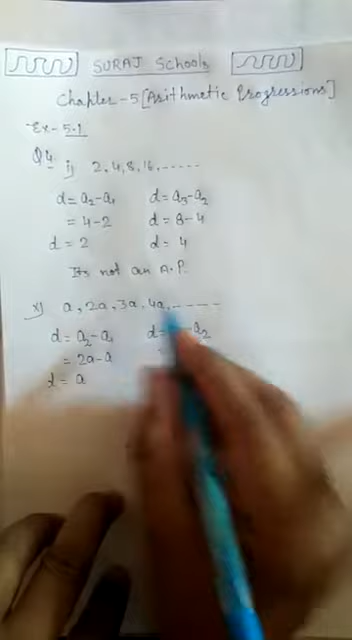 SURAJ Schools
Chapter-5[Arithmetic Progressions]
Ex-5.1
Q4 i) 2, 4, 8, 16, -----
d = a₂-a₁ d = a₃-a₂
= 4-2 d = 8-4
d = 2 d = 4
Its not an A.P.
x) a, 2a, 3a, 4a, -----
d = a₂-a₁ d = a₂
= 2a-a =
d = a